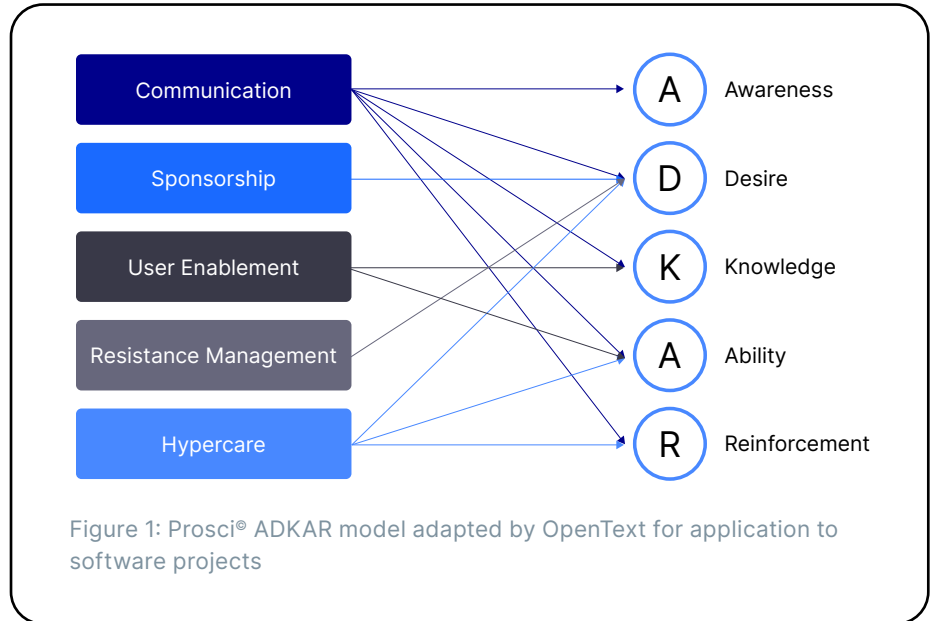 Communication
A
Awareness
Sponsorship
D
Desire
User Enablement
K
Knowledge
Resistance Management
A
Ability
Hypercare
R
Reinforcement
Figure 1: Prosci© ADKAR model adapted by OpenText for application to
software projects